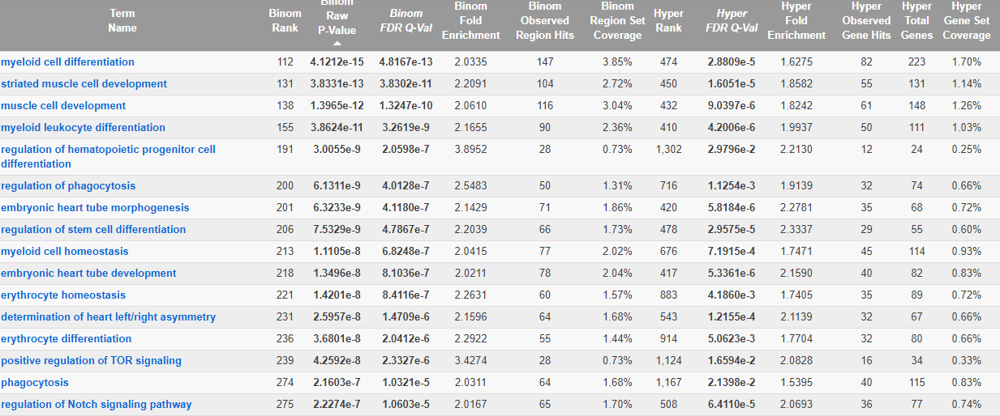 Term Name Binom Rank Binom Raw P-Value Binom FDR Q-Val Binom Fold Enrichment Binom Observed Region Hits Binom Region Set Coverage Hyper Rank Hyper FDR Q-Val Hyper Fold Enrichment Hyper Observed Gene Hits Hyper Total Genes Hyper Gene Set Coverage
myeloid cell differentiation 112 4.1212e-15 4.8167e-13 2.0335 147 3.85% 474 2.8809e-5 1.6275 82 223 1.70%
striated muscle cell development 131 3.8331e-13 3.8302e-11 2.2091 104 2.72% 450 1.6051e-5 1.8582 55 131 1.14%
muscle cell development 138 1.3965e-12 1.3247e-10 2.0610 116 3.04% 432 9.0397e-6 1.8242 61 148 1.26%
myeloid leukocyte differentiation 155 3.8624e-11 3.2619e-9 2.1655 90 2.36% 410 4.2006e-6 1.9937 50 111 1.03%
regulation of hematopoietic progenitor cell 191 3.0055e-9 2.0598e-7 3.8952 28 0.73% 1,302 2.9796e-2 2.2130 12 24 0.25%
differentiation
regulation of phagocytosis 200 6.1311e-9 4.0128e-7 2.5483 50 1.31% 716 1.1254e-3 1.9139 32 74 0.66%
embryonic heart tube morphogenesis 201 6.3233e-9 4.1180e-7 2.1429 71 1.86% 420 5.8184e-6 2.2781 35 68 0.72%
regulation of stem cell differentiation 206 7.5329e-9 4.7867e-7 2.2039 66 1.73% 478 2.9575e-5 2.3337 29 55 0.60%
myeloid cell homeostasis 213 1.1105e-8 6.8248e-7 2.0415 77 2.02% 676 7.1915e-4 1.7471 45 114 0.93%
embryonic heart tube development 218 1.3496e-8 8.1036e-7 2.0211 78 2.04% 417 5.3361e-6 2.1590 40 82 0.83%
erythrocyte homeostasis 221 1.4201e-8 8.4116e-7 2.2631 60 1.57% 883 4.1860e-3 1.7405 35 89 0.72%
determination of heart left/right asymmetry 231 2.5957e-8 1.4709e-6 2.1596 64 1.68% 543 1.2155e-4 2.1139 32 67 0.66%
erythrocyte differentiation 236 3.6801e-8 2.0412e-6 2.2922 55 1.44% 914 5.0623e-3 1.7704 32 80 0.66%
positive regulation of TOR signaling 239 4.2592e-8 2.3327e-6 3.4274 28 0.73% 1,124 1.6594e-2 2.0828 16 34 0.33%
phagocytosis 274 2.1603e-7 1.0321e-5 2.0311 64 1.68% 1,167 2.1398e-2 1.5395 40 115 0.83%
regulation of Notch signaling pathway 275 2.2274e-7 1.0603e-5 2.0167 65 1.70% 508 6.4110e-5 2.0693 36 77 0.74%